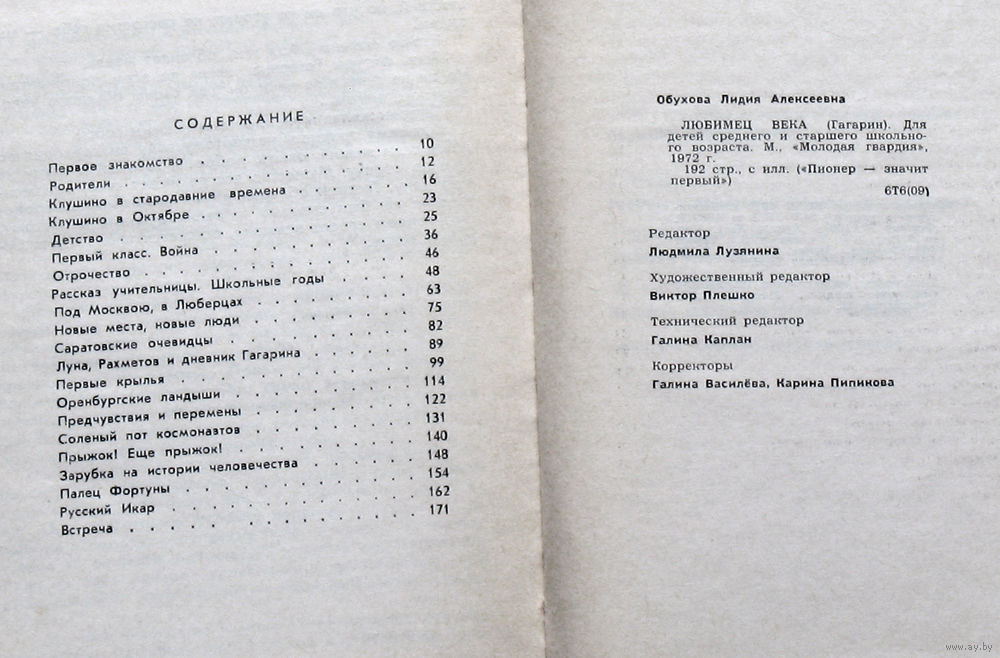 СОДЕРЖАНИЕ
Первое знакомство . . . . . . . . . . 10
Родители . . . . . . . . . . 12
Клушино в стародавние времена . . . . . . 16
Клушино в Октябре . . . . . . . . . 23
Детство . . . . . . . . . . 25
Первый класс. Война . . . . . . . . . 36
Отрочество . . . . . . . . . . 46
Рассказ учительницы. Школьные годы . . . . 48
Под Москвою, в Люберцах . . . . . . . 63
Новые места, новые люди . . . . . . . 75
Саратовские очевидцы . . . . . . . . 82
Луна, Рахметов и дневник Гагарина . . . . . 89
Первые крылья . . . . . . . . . . 99
Оренбургские ландыши . . . . . . . . 114
Предчувствия и перемены . . . . . . . . 122
Соленый пот космонавтов . . . . . . . . 131
Прыжок! Еще прыжок! . . . . . . . . 140
Зарубка на истории человечества . . . . . . 148
Палец Фортуны . . . . . . . . . . 154
Русский Икар . . . . . . . . . . 162
Встреча . . . . . . . . . . 171
Обухова Лидия Алексеевна
ЛЮБИМЕЦ ВЕКА (Гагарин). Для
детей среднего и старшего школьно-
го возраста. М., «Молодая гвардия»,
1972 г.
192 стр., с илл. («Пионер — значит
первый»)
6Т6(09)
Редактор
Людмила Лузянина
Художественный редактор
Виктор Плешко
Технический редактор
Галина Каплан
Корректоры
Галина Василёва, Карина Пипикова
www.ay.by